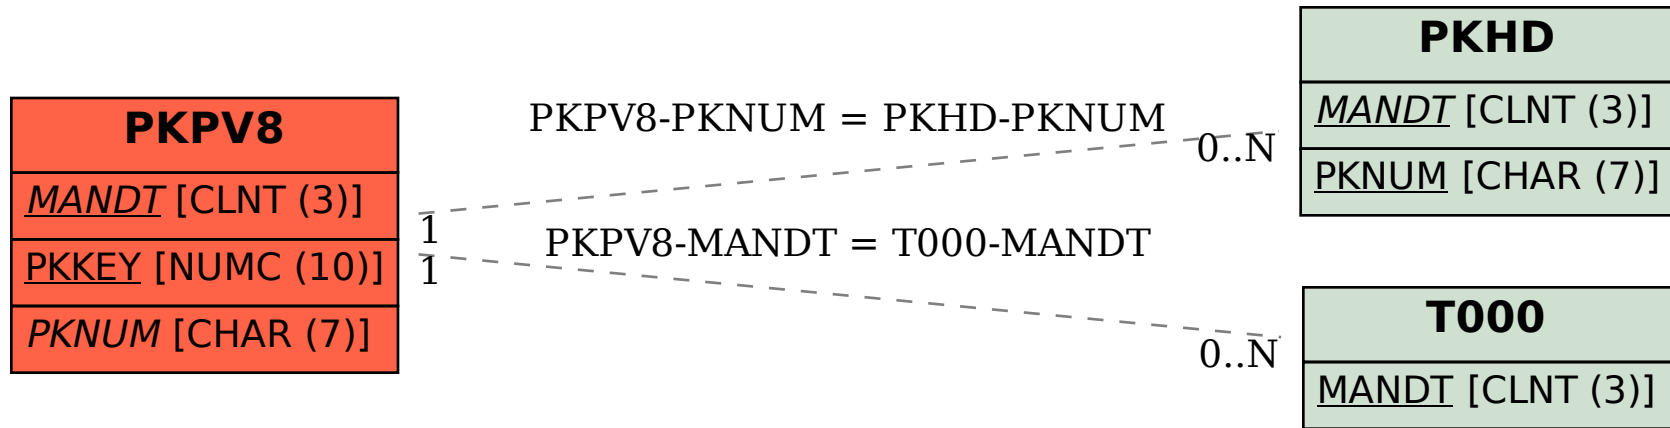 PKPV8
MANDT [CLNT (3)]
PKKEY [NUMC (10)]
PKNUM [CHAR (7)]
PKPV8-PKNUM = PKHD-PKNUM
0..N
1
PKPV8-MANDT = T000-MANDT
1
0..N
PKHD
MANDT [CLNT (3)]
PKNUM [CHAR (7)]
T000
MANDT [CLNT (3)]